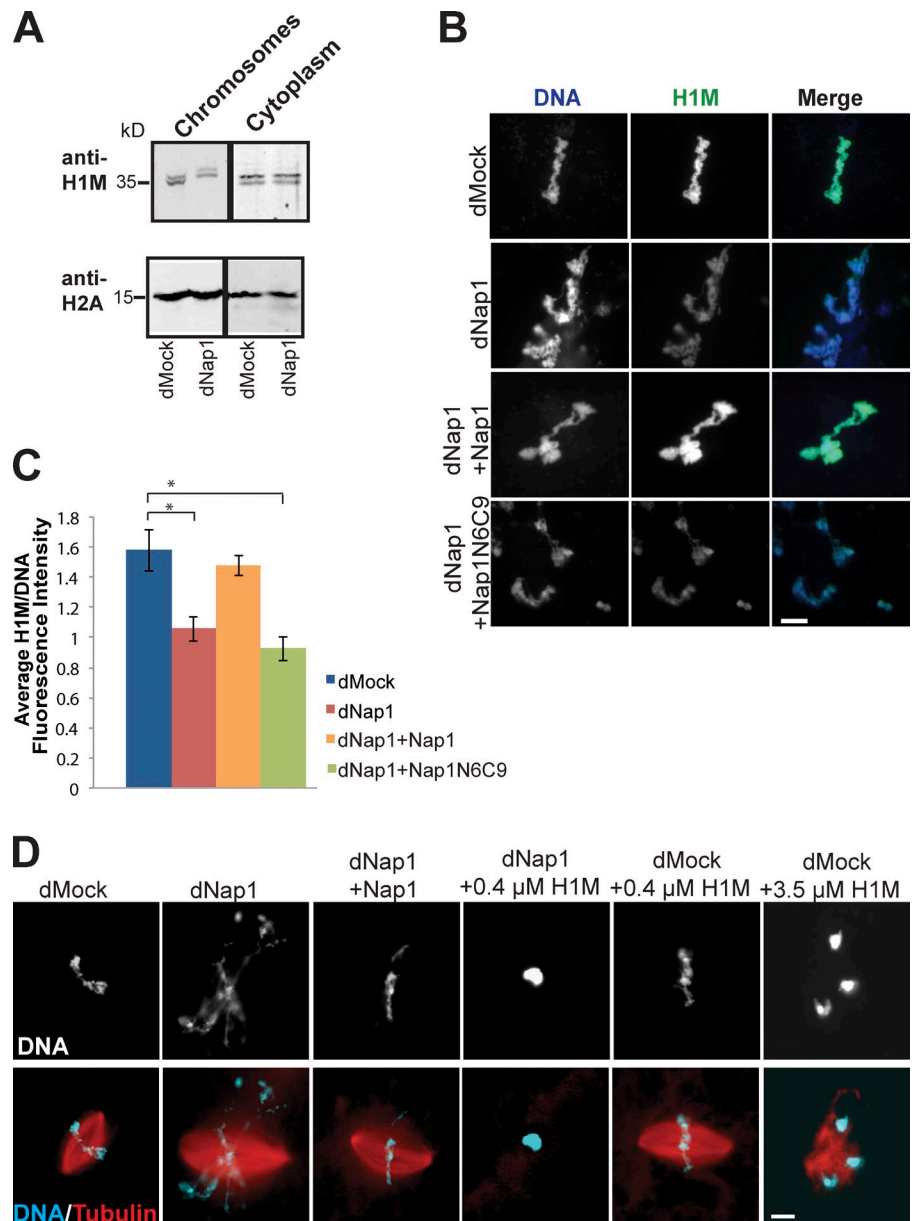 A
Chromosomes
Cytoplasm
kD
anti-
H1M
35
anti-
H2A
15
dMock
dNap1
dMock
dNap1
B
DNA
H1M
Merge
dMock
dNap1
dNap1
+Nap1
dNap1
+Nap1N6C9
C
*
*
1.8
1.6
1.4
1.2
1
0.8
0.6
0.4
0.2
0
Average H1M/DNA
Fluorescence Intensity
dMock
dNap1
dNap1+Nap1
dNap1+Nap1N6C9
D
dMock
dNap1
dNap1
+Nap1
dNap1
+0.4 µM H1M
dMock
+0.4 µM H1M
dMock
+3.5 µM H1M
DNA
DNA/Tubulin